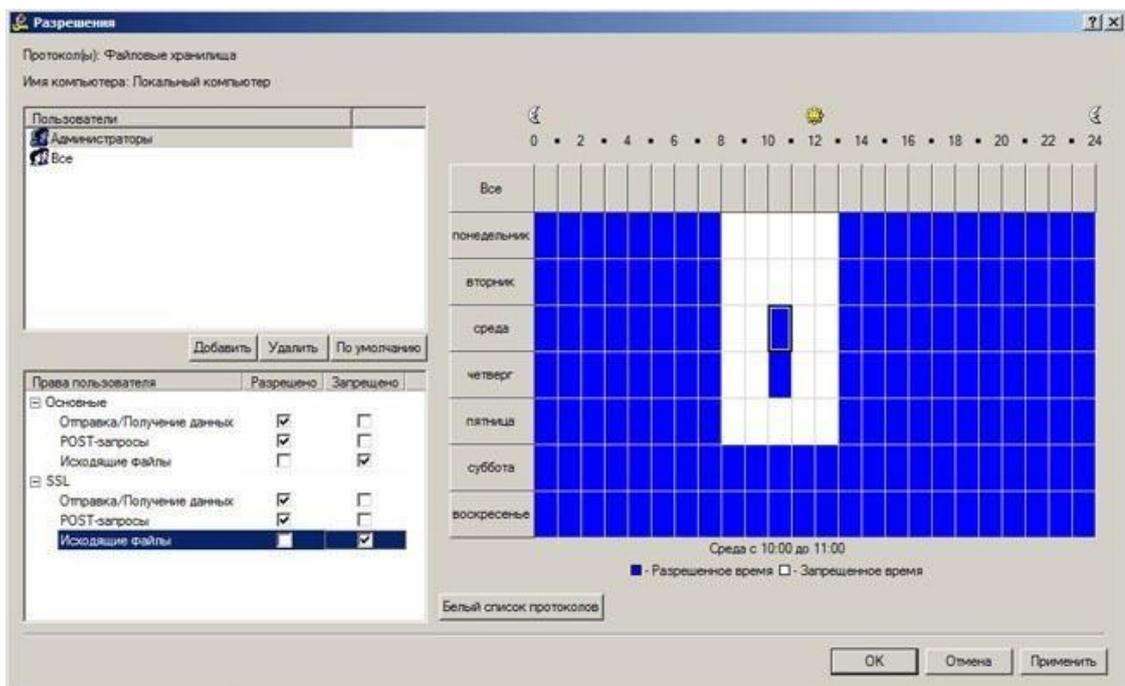 Разрешения
Протокол(ы): Файловые хранилища
Имя компьютера: Локальный компьютер
Пользователи
Администраторы
Все
Добавить Удалить По умолчанию
Права пользователя Разрешено Запрещено
Основные
Отправка/Получение данных
POST-запросы
Исходящие файлы
SSL
Отправка/Получение данных
POST-запросы
Исходящие файлы
0 2 4 6 8 10 12 14 16 18 20 22 24
Все
понедельник
вторник
среда
четверг
пятница
суббота
воскресенье
Среда с 10:00 до 11:00
- Разрешенное время - Запрещенное время
Белый список протоколов
OK Отмена Применить